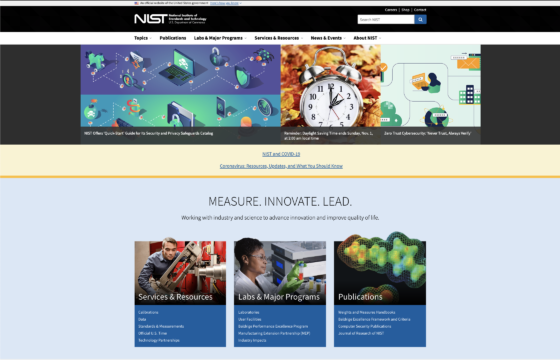 An official website of the United States government Here's how you know
NIST
National Institute of
Standards and Technology
U.S. Department of Commerce
Careers | Shop | Contact
Search NIST
Topics
Publications
Labs & Major Programs
Services & Resources
News & Events
About NIST
NIST Offers 'Quick-Start' Guide for Its Security and Privacy Safeguards Catalog
Reminder: Daylight Saving Time ends Sunday, Nov. 1,
at 2:00 am local time
Zero Trust Cybersecurity: 'Never Trust, Always Verify'
NIST and COVID-19
Coronavirus: Resources, Updates, and What You Should Know
MEASURE. INNOVATE. LEAD.
Working with industry and science to advance innovation and improve quality of life.
Services & Resources
Calibrations
Data
Standards & Measurements
Official U.S. Time
Technology Partnerships
Labs & Major Programs
Laboratories
User Facilities
Baldrige Performance Excellence Program
Manufacturing Extension Partnership (MEP)
Industry Impacts
Publications
Weights and Measures Handbooks
Baldrige Excellence Framework and Criteria
Computer Security Publications
Journal of Research of NIST